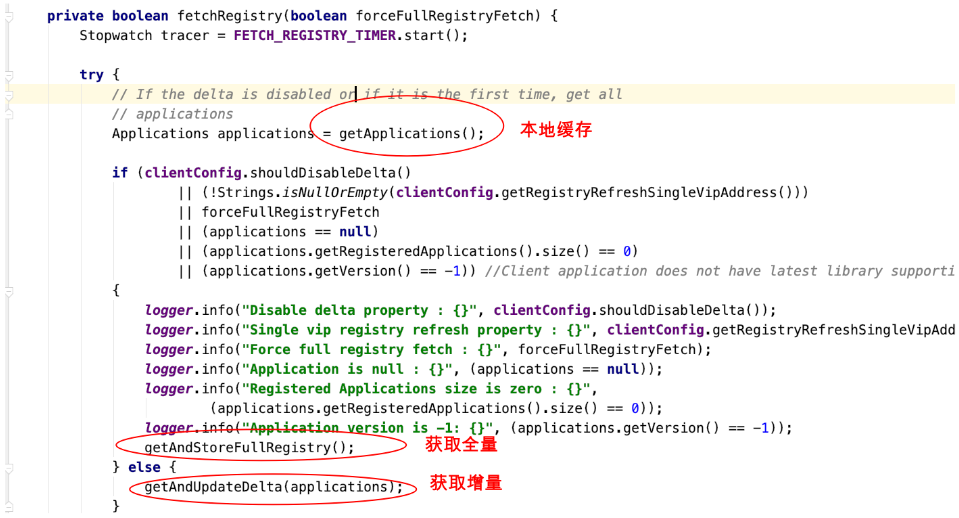 private boolean fetchRegistry(boolean forceFullRegistryFetch) {
Stopwatch tracer = FETCH_REGISTRY_TIMER.start();
try {
// If the delta is disabled or if it is the first time, get all
// applications
Applications applications = getApplications(); 本地缓存
if (clientConfig.shouldDisableDelta()
|| (!Strings.isNullOrEmpty(clientConfig.getRegistryRefreshSingleVipAddress()))
|| forceFullRegistryFetch
|| (applications == null)
|| (applications.getRegisteredApplications().size() == 0)
|| (applications.getVersion() == -1)) //Client application does not have latest library supporti
{
logger.info("Disable delta property : {}", clientConfig.shouldDisableDelta());
logger.info("Single vip registry refresh property : {}", clientConfig.getRegistryRefreshSingleVipAdd
logger.info("Force full registry fetch : {}", forceFullRegistryFetch);
logger.info("Application is null : {}", (applications == null));
logger.info("Registered Applications size is zero : {}",
(applications.getRegisteredApplications().size() == 0));
logger.info("Application version is -1: {}", (applications.getVersion() == -1));
getAndStoreFullRegistry(); 获取全量
} else {
getAndUpdateDelta(applications); 获取增量
}